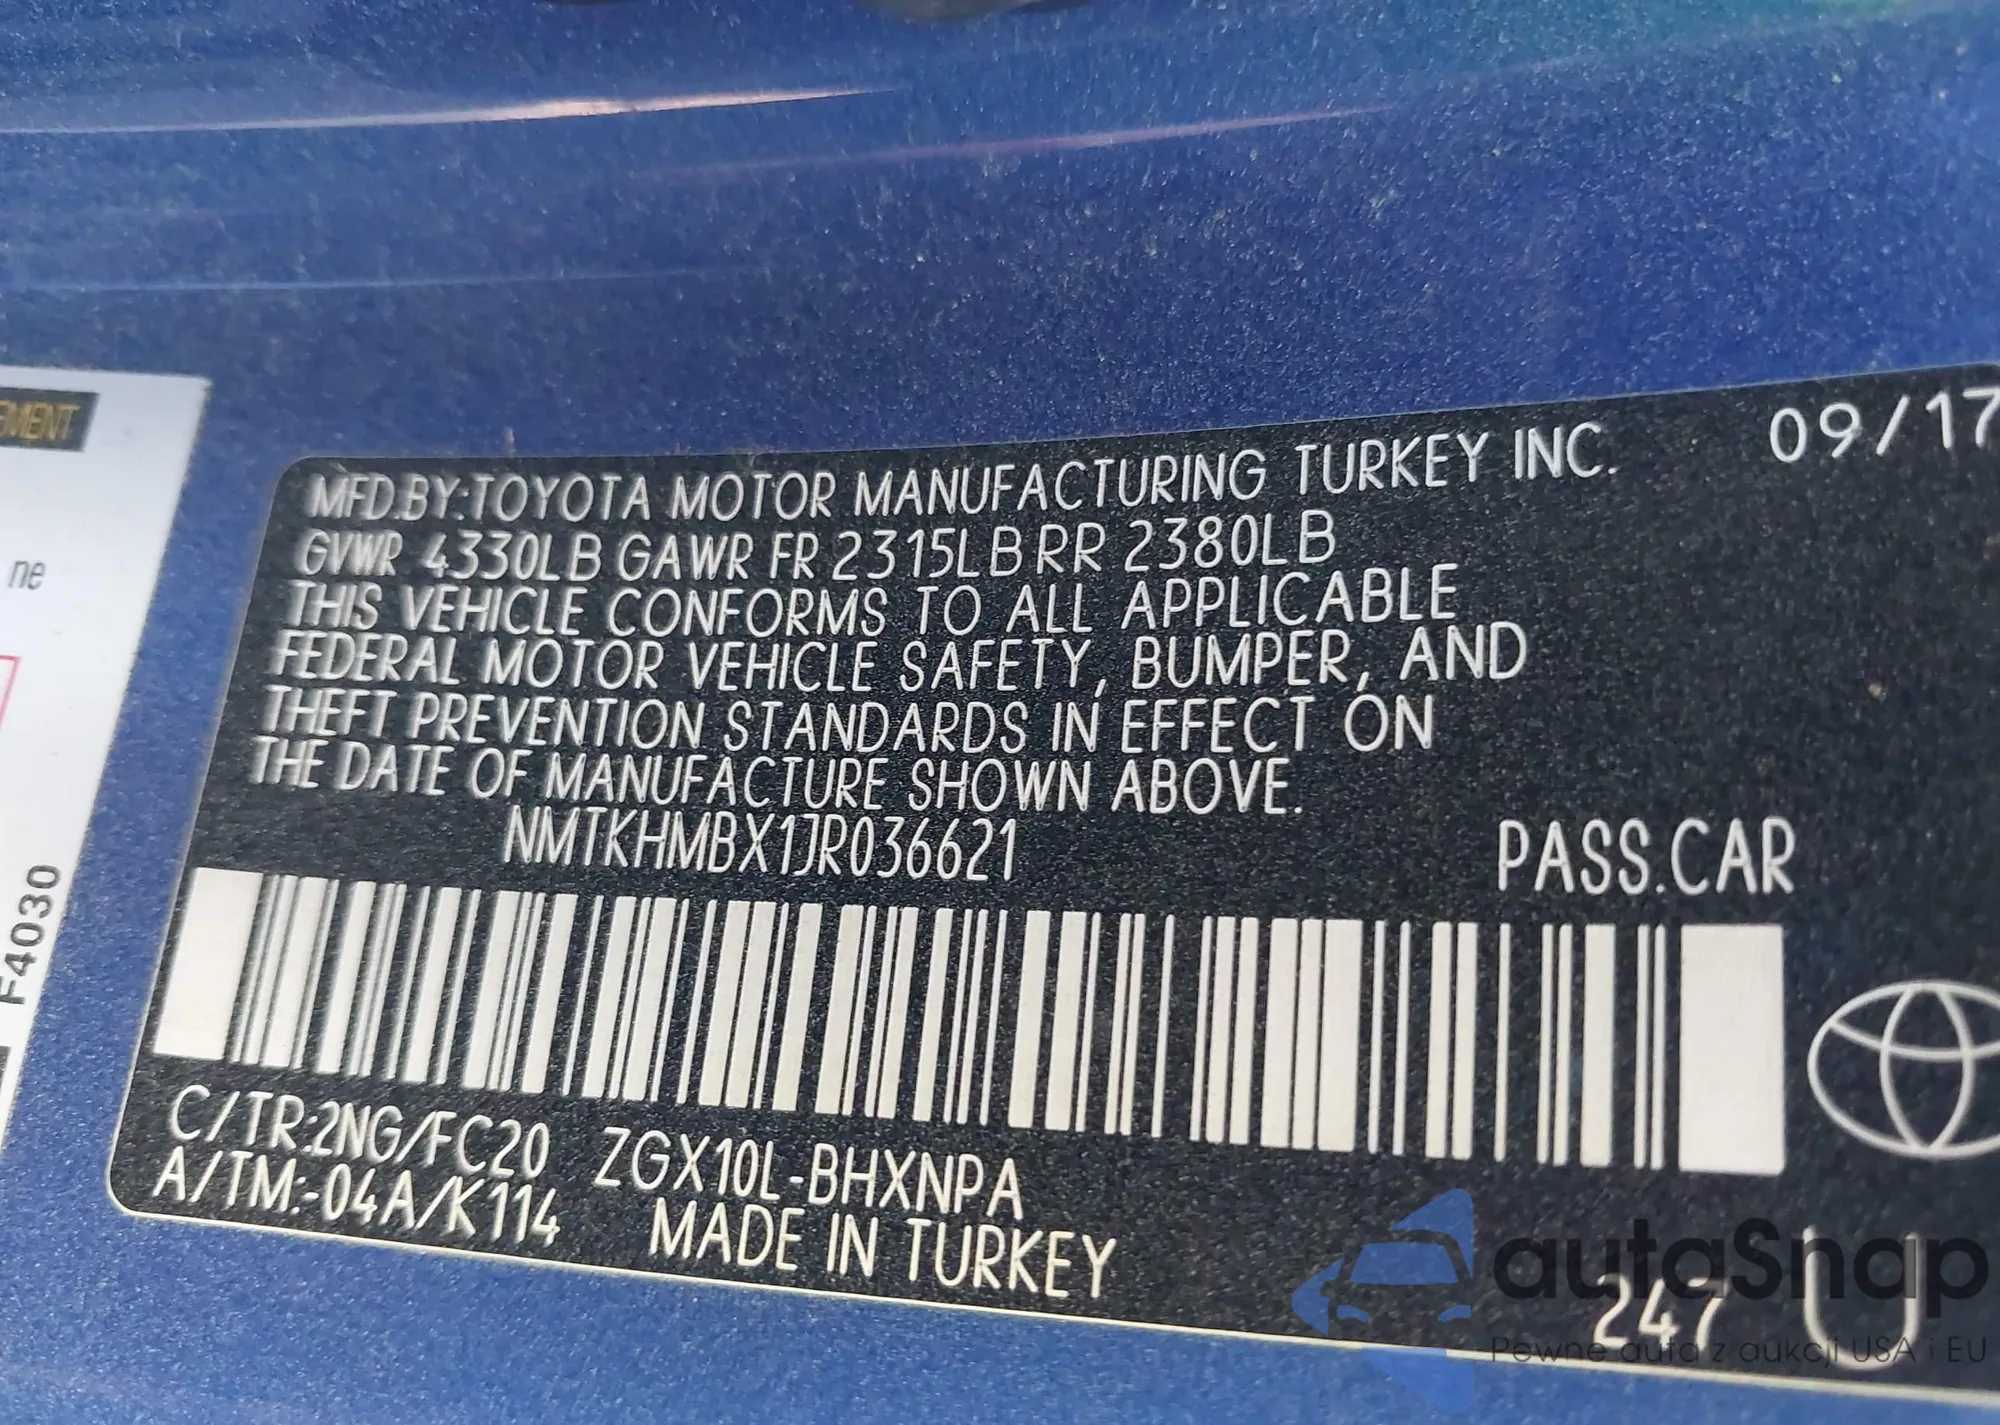 09/17
MFD.BY:TOYOTA MOTOR MANUFACTURING TURKEY INC.
GVWR 4330LB GAWR FR 2315LB RR 2380LB
THIS VEHICLE CONFORMS TO ALL APPLICABLE
FEDERAL MOTOR VEHICLE SAFETY, BUMPER, AND
THEFT PREVENTION STANDARDS IN EFFECT ON
THE DATE OF MANUFACTURE SHOWN ABOVE.
NMTKHMBX1JR036621
PASS.CAR
C/TR:2NG/FC20 ZGX10L-BHXNPA
A/TM:-04A/K114 MADE IN TURKEY
247 U
EMENT
ne
F4030
autaSnap
Pewne auta z aukcji USA i EU